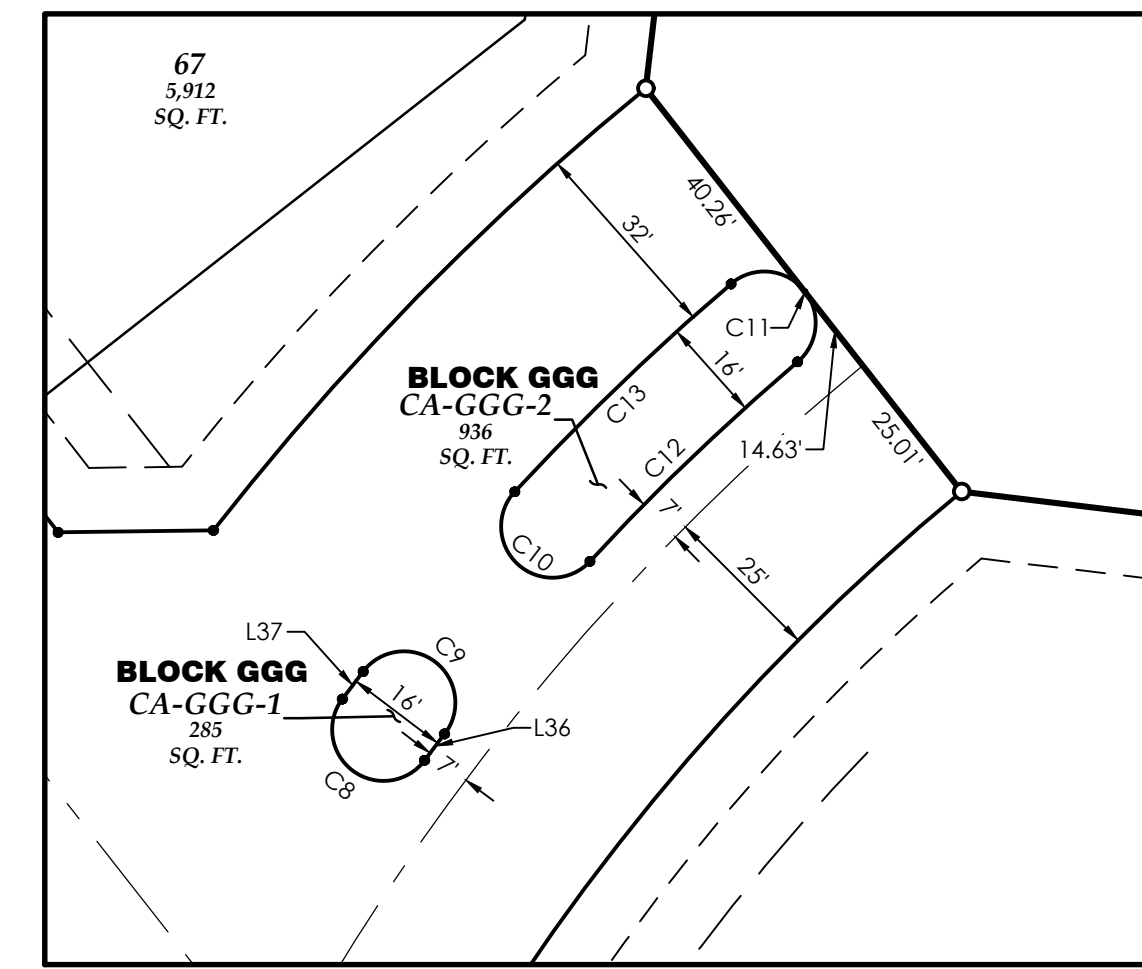 67
5,912
SQ. FT.
40.26'
32'
C11
16'
BLOCK GGG
CA-GGG-2
936
SQ. FT.
C13
C12
14.63'
25.01'
7'
C10
25'
L37
C9
BLOCK GGG
CA-GGG-1
285
SQ. FT.
16'
L36
7'
C8